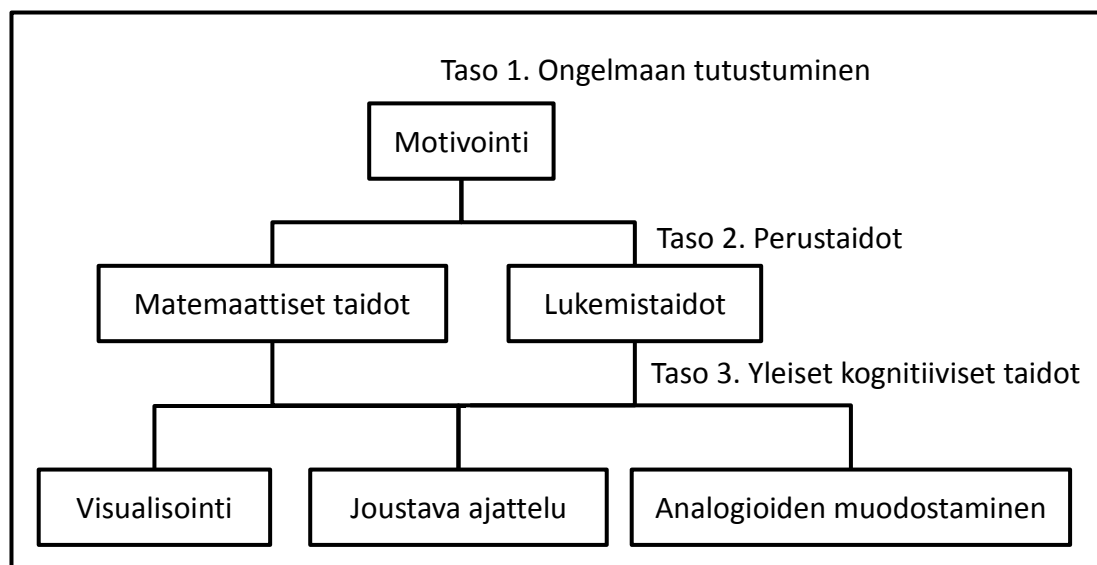 Taso 1. Ongelmaan tutustuminen
Motivointi
Taso 2. Perustaidot
Matemaattiset taidot
Lukemistaidot
Taso 3. Yleiset kognitiiviset taidot
Visualisointi
Joustava ajattelu
Analogioiden muodostaminen